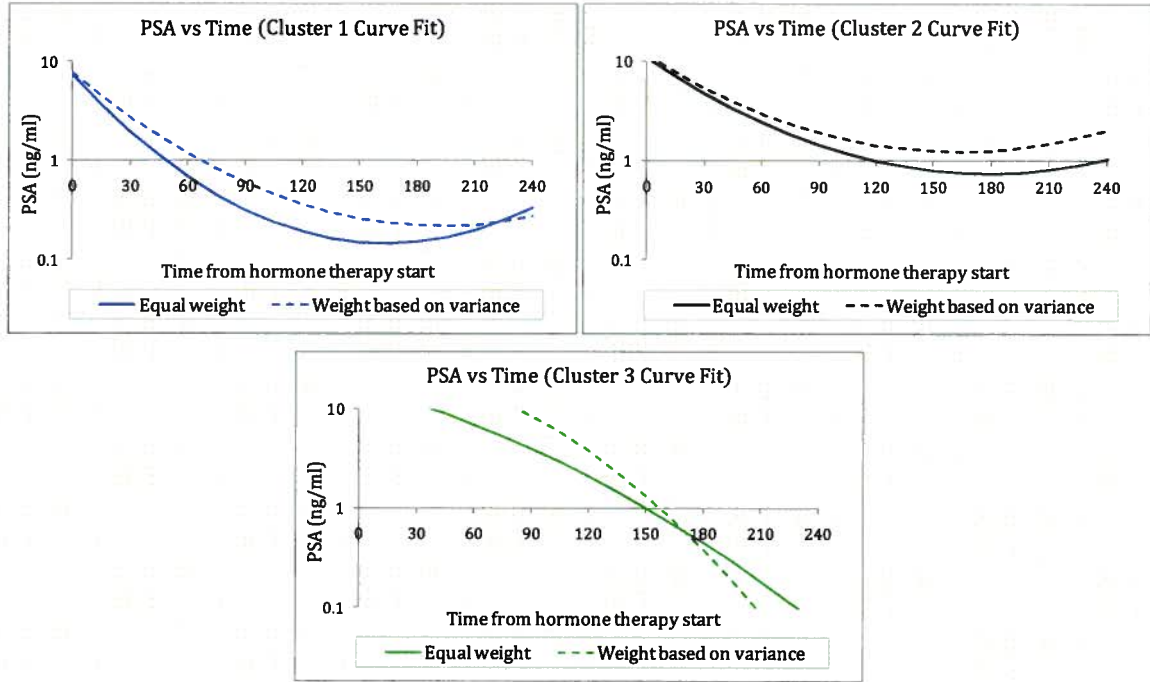 PSA vs Time (Cluster 1 Curve Fit)
PSA (ng/ml)
10
1
0.1
0 30 60 90 120 150 180 210 240
Time from hormone therapy start
Equal weight Weight based on variance
PSA vs Time (Cluster 2 Curve Fit)
PSA (ng/ml)
10
1
0.1
0 30 60 90 120 150 180 210 240
Time from hormone therapy start
Equal weight Weight based on variance
PSA vs Time (Cluster 3 Curve Fit)
PSA (ng/ml)
10
1
0.1
0 30 60 90 120 150 180 210 240
Time from hormone therapy start
Equal weight Weight based on variance